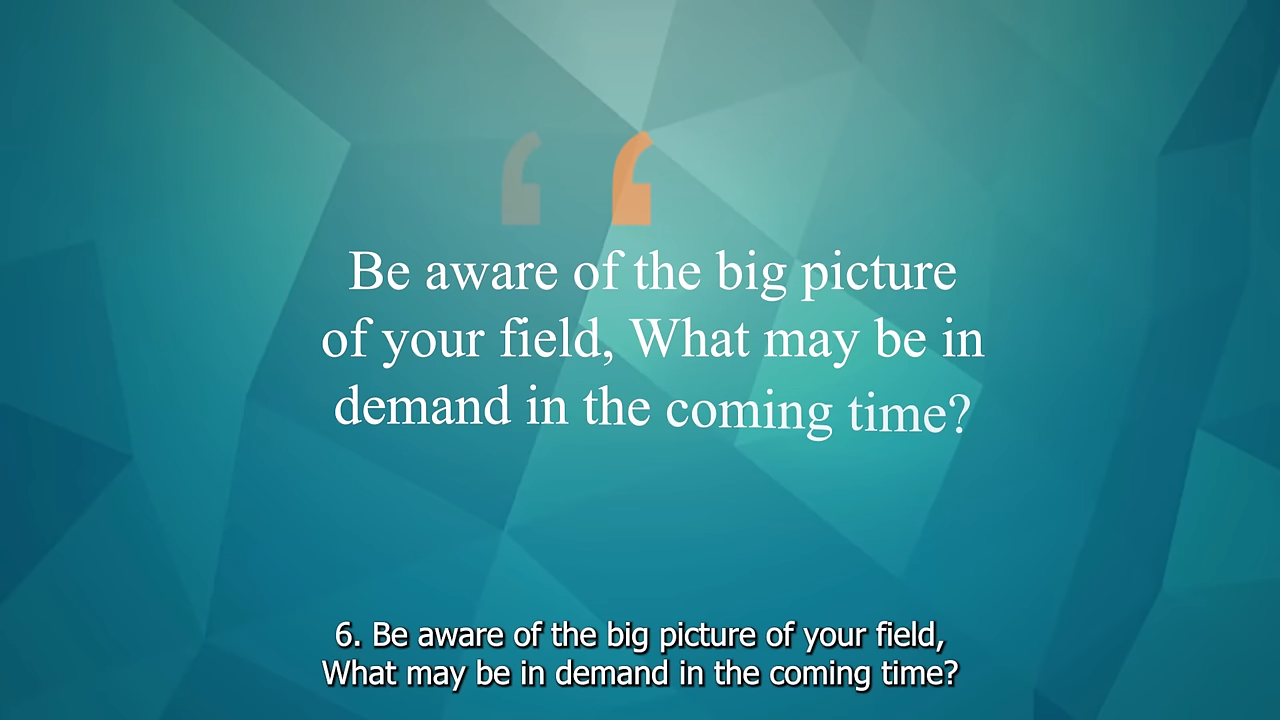 “
Be aware of the big picture
of your field, What may be in
demand in the coming time?
6. Be aware of the big picture of your field,
What may be in demand in the coming time?